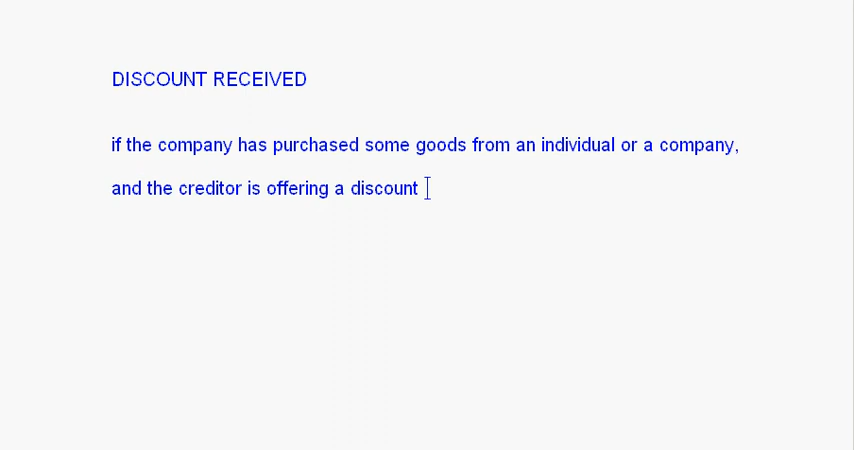 DISCOUNT RECEIVED
if the company has purchased some goods from an individual or a company,
and the creditor is offering a discount